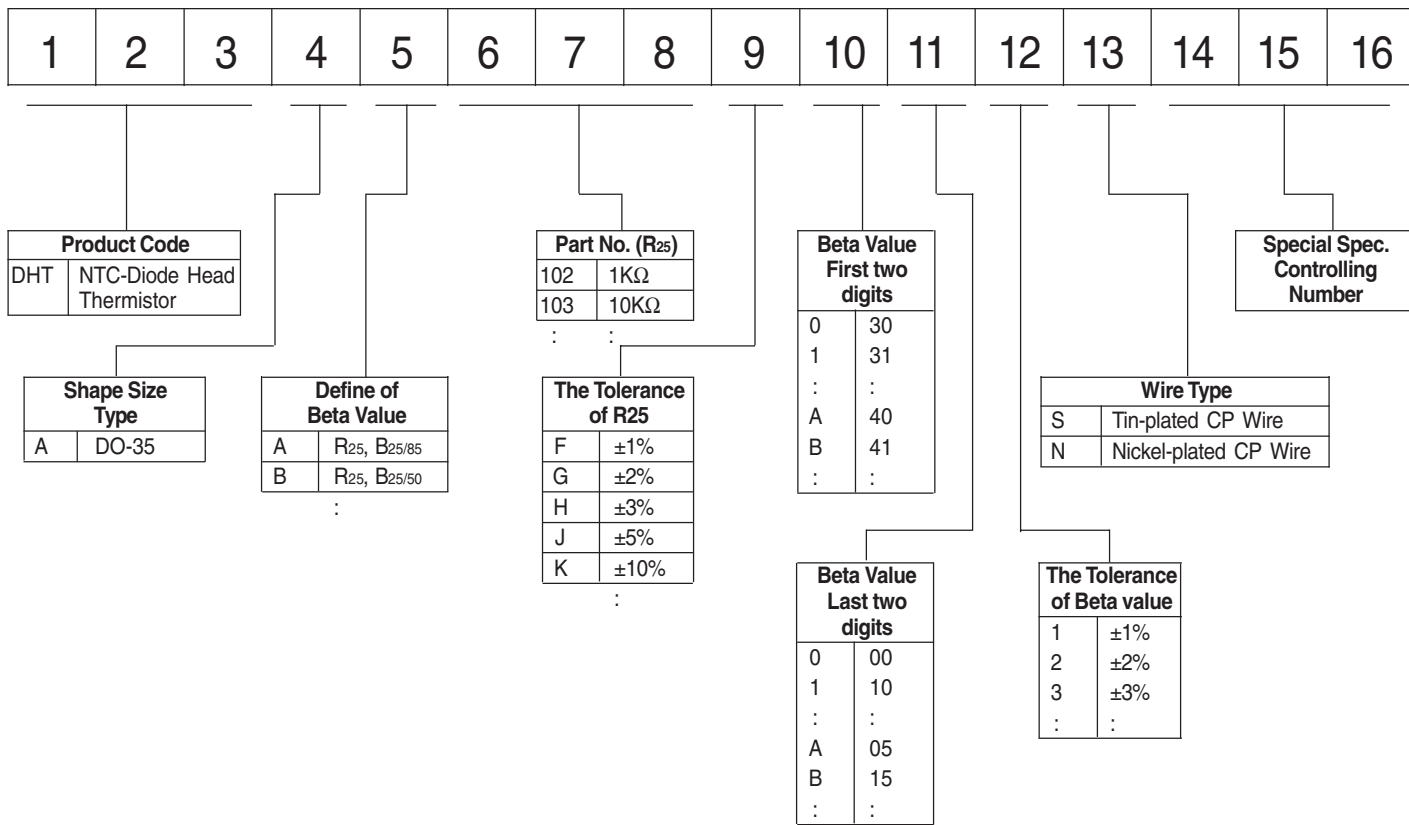 1 2 3 4 5 6 7 8 9 10 11 12 13 14 15 16
Product Code
DHT NTC-Diode Head
Thermistor
Part No. (R25)
102 1KΩ
103 10KΩ
: :
Beta Value
First two
digits
0 30
1 31
: :
A 40
B 41
: :
Special Spec.
Controlling
Number
Shape Size
Type
A DO-35
Define of
Beta Value
A R25, B25/85
B R25, B25/50
:
The Tolerance
of R25
F ±1%
G ±2%
H ±3%
J ±5%
K ±10%
:
Wire Type
S Tin-plated CP Wire
N Nickel-plated CP Wire
Beta Value
Last two
digits
0 00
1 10
: :
A 05
B 15
: :
The Tolerance
of Beta value
1 ±1%
2 ±2%
3 ±3%
: :